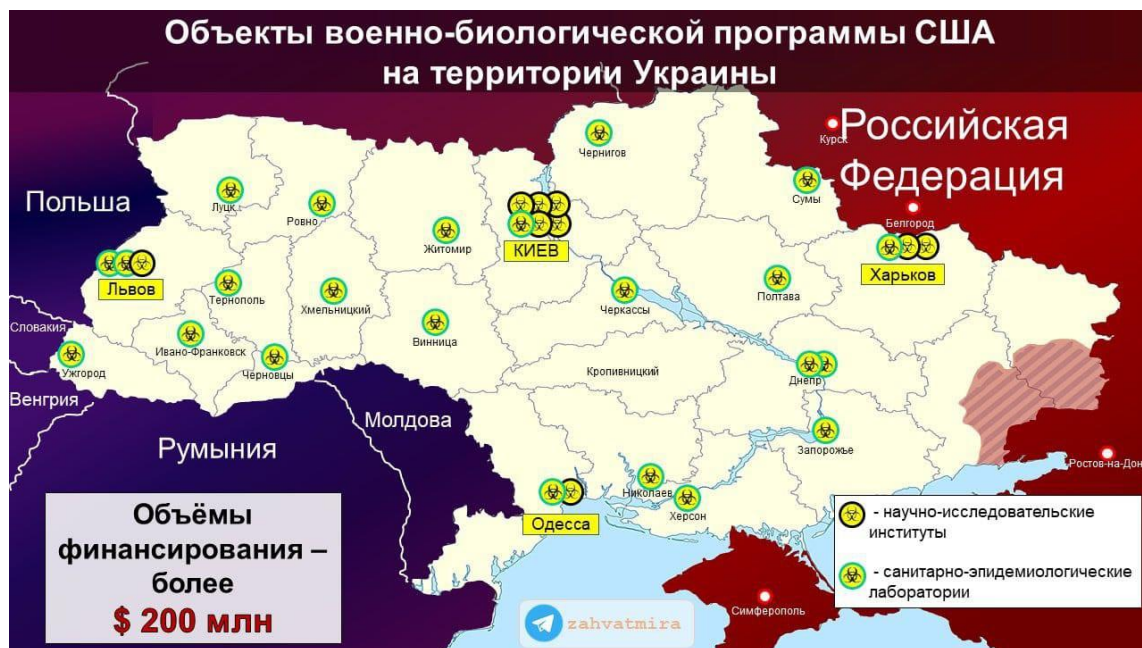 Объекты военно-биологической программы США
на территории Украины
Российская
Федерация
Курск
Чернигов
Сумы
Белгород
Польша
Луцк
Ровно
Житомир
КИЕВ
Харьков
Львов
Тернополь
Хмельницкий
Черкассы
Полтава
Словакия
Ивано-Франковск
Винница
Ужгород
Черновцы
Кропивницкий
Днепр
Венгрия
Молдова
Румыния
Запорожье
Ростов-на-Дон
Николаев
Херсон
Одесса
Объёмы
финансирования –
более
$ 200 млн
- научно-исследовательские
институты
- санитарно-эпидемиологические
лаборатории
Симферополь
zahvatmira